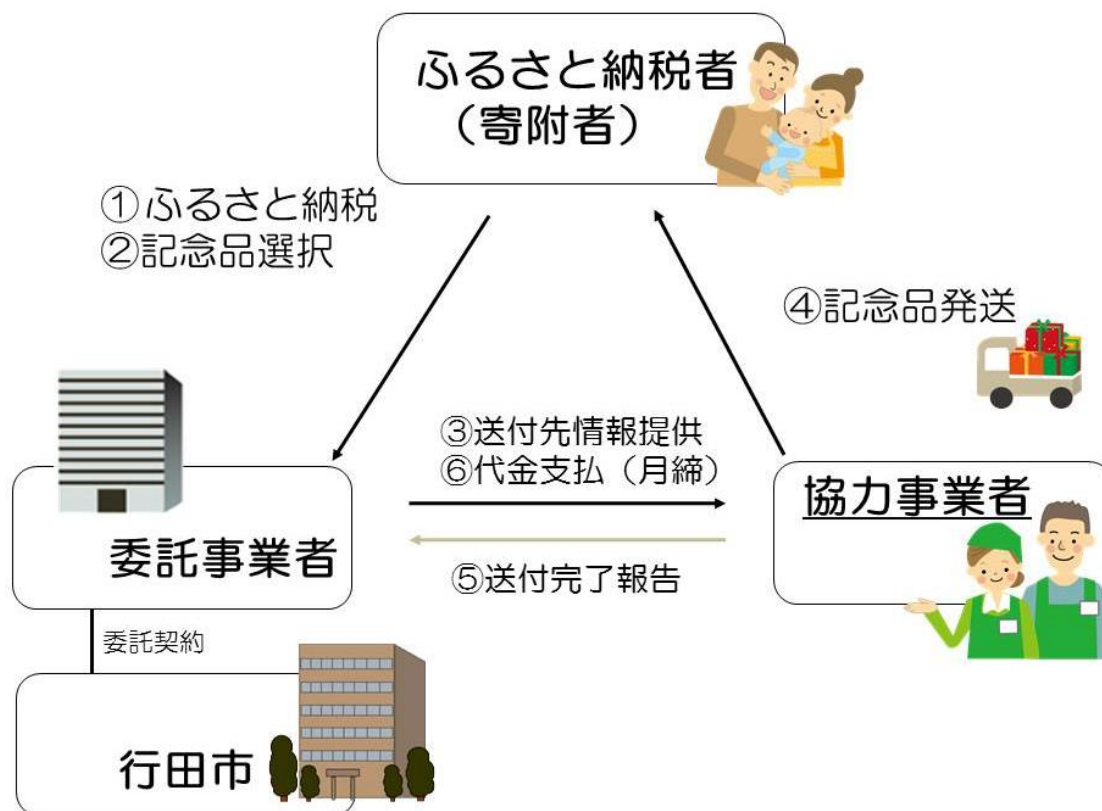 ふるさと納税者
（寄附者）
①ふるさと納税
②記念品選択
④記念品発送
③送付先情報提供
⑥代金支払（月締）
協力事業者
委託事業者
⑤送付完了報告
委託契約
行田市